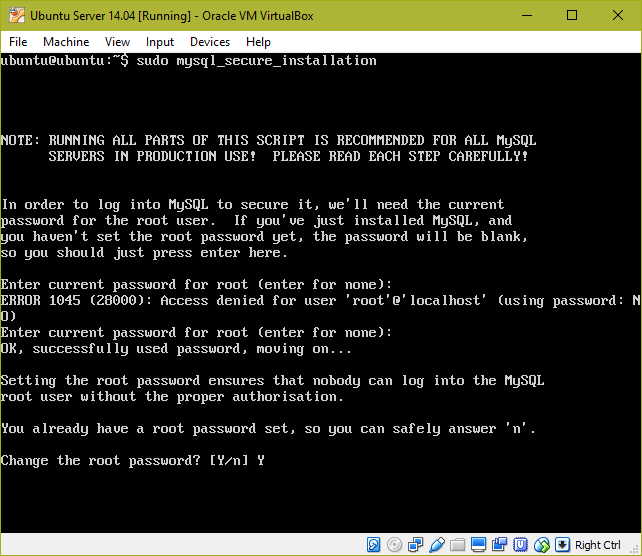 Ubuntu Server 14.04 [Running] - Oracle VM VirtualBox
File Machine View Input Devices Help
ubuntu@ubuntu:~$ sudo mysql_secure_installation
NOTE: RUNNING ALL PARTS OF THIS SCRIPT IS RECOMMENDED FOR ALL MySQL
SERVERS IN PRODUCTION USE!  PLEASE READ EACH STEP CAREFULLY!
In order to log into MySQL to secure it, we'll need the current
password for the root user.  If you've just installed MySQL, and
you haven't set the root password yet, the password will be blank,
so you should just press enter here.
Enter current password for root (enter for none):
ERROR 1045 (28000): Access denied for user 'root'@'localhost' (using password: N
O)
Enter current password for root (enter for none):
OK, successfully used password, moving on...
Setting the root password ensures that nobody can log into the MySQL
root user without the proper authorisation.
You already have a root password set, so you can safely answer 'n'.
Change the root password? [Y/n] Y
Right Ctrl